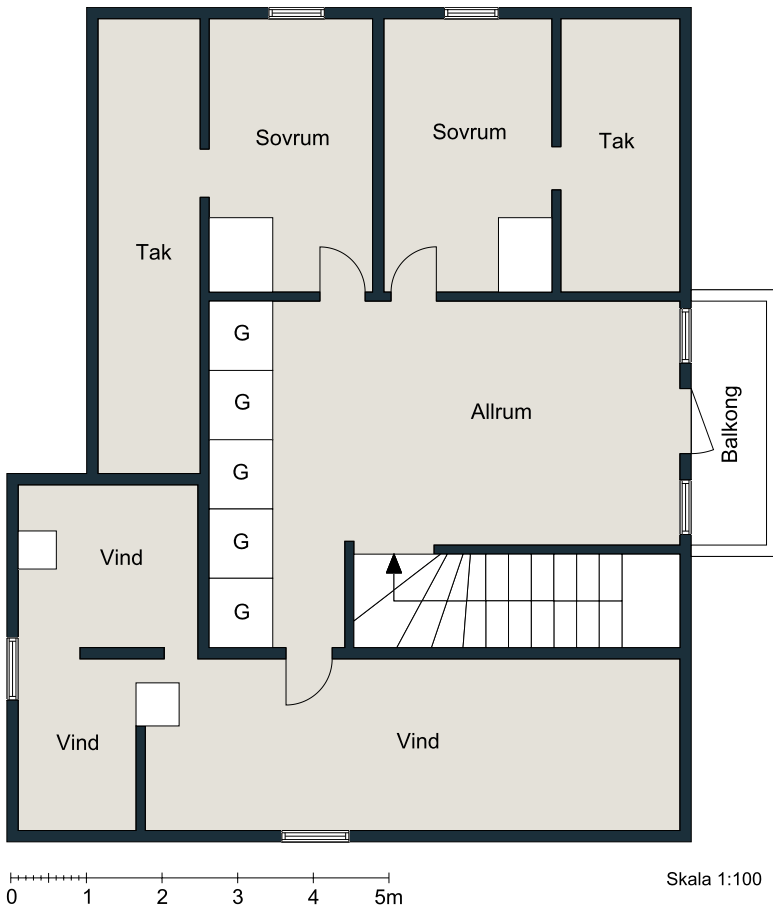 Sovrum
Sovrum
Tak
Tak
G
G
Allrum
Balkong
G
G
Vind
G
Vind
Vind
0 1 2 3 4 5m
Skala 1:100